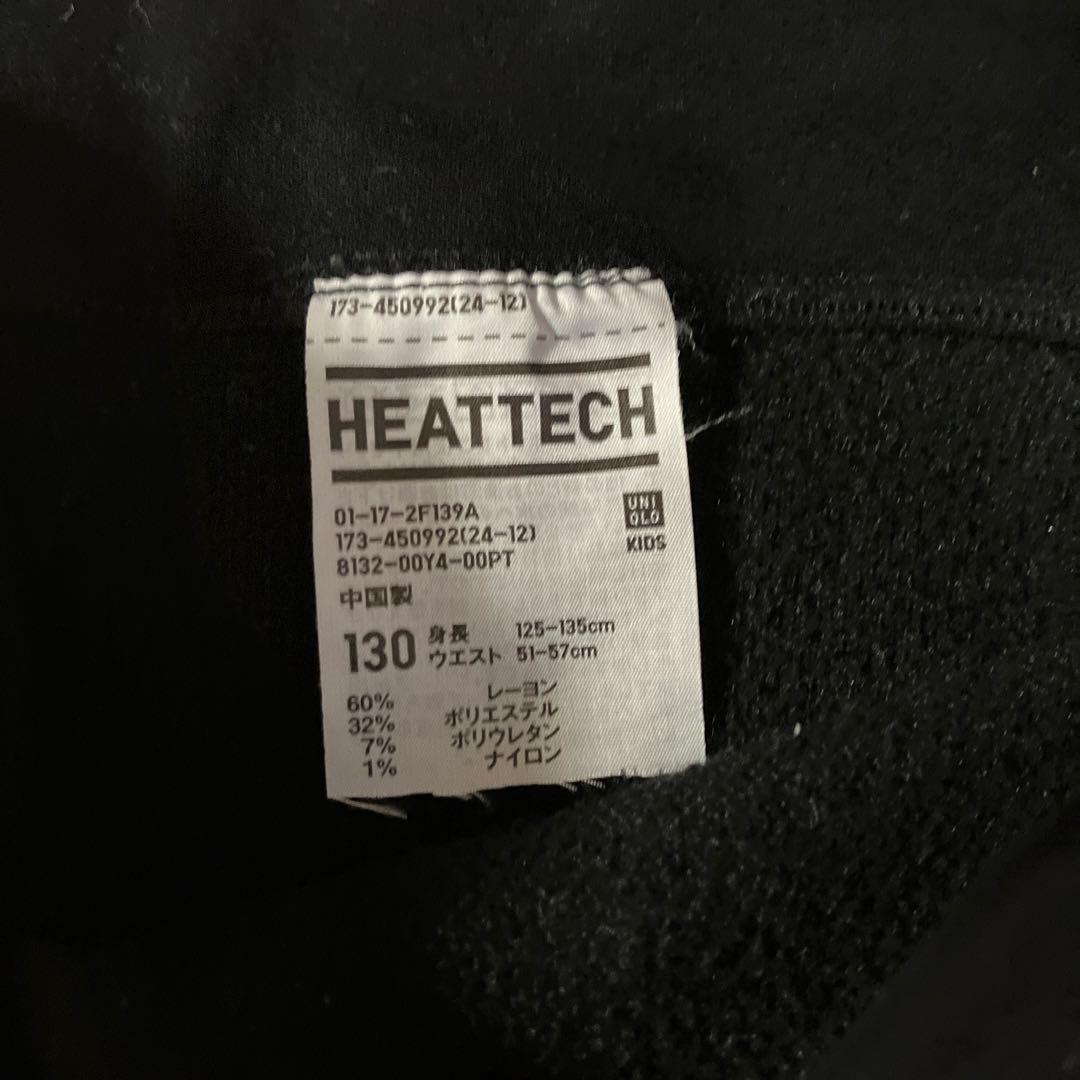 173-450992(24-12)
HEATTECH
01-17-2F139A
173-450992(24-12)
8132-00Y4-00PT
UNI
QLO
KIDS
中国製
130 身長 125-135cm
ウエスト 51-57cm
60% レーヨン
32% ポリエステル
7% ポリウレタン
1% ナイロン